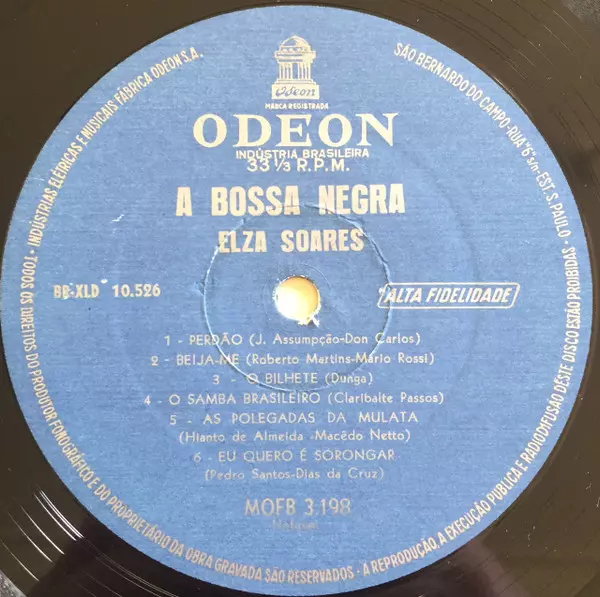 INDÚSTRIAS ELÉTRICAS E MUSICAIS FÁBRICA ODEON S.A.
SÃO BERNARDO DO CAMPO - RUA "6" s/n - EST. S. PAULO
Odeon
MARCA REGISTRADA
ODEON
INDÚSTRIA BRASILEIRA
33 1/3 R.P.M.
A BOSSA NEGRA
ELZA SOARES
BR-XLD 10.526
ALTA FIDELIDADE
1 - PERDÃO (J. Assumpção-Don Carlos)
2 - BEIJA-ME (Roberto Martins-Mário Rossi)
3 - O BILHETE (Dunga)
4 - O SAMBA BRASILEIRO (Claribalte Passos)
5 - AS POLEGADAS DA MULATA
(Hianto de Almeida -Macêdo Netto)
6 - EU QUERO É SORONGAR
(Pedro Santos-Dias da Cruz)
MOFB 3.198
TODOS OS DIREITOS DO PRODUTOR FONOGRÁFICO E DO PROPRIETÁRIO DA OBRA GRAVADA SÃO RESERVADOS · A REPRODUÇÃO, A EXECUÇÃO PUBLICA E RADIODIFUSÃO DÊSTE DISCO ESTÃO PROIBIDAS ·